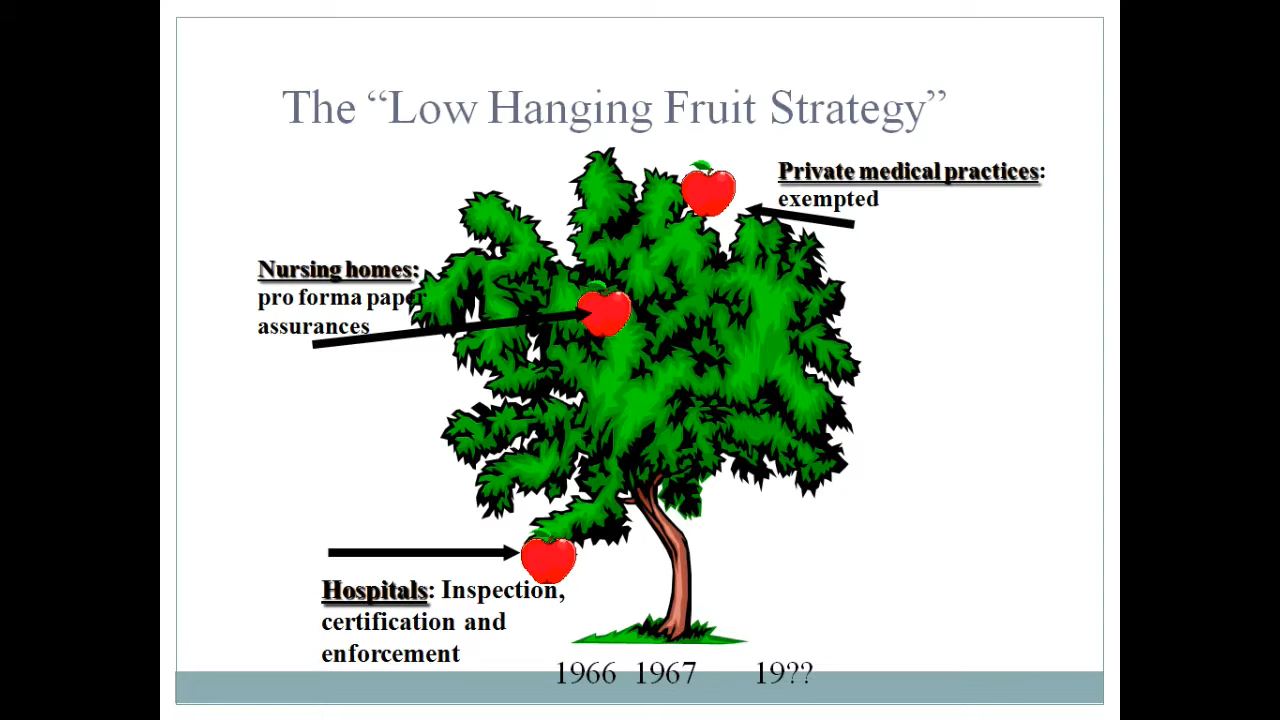 The “Low Hanging Fruit Strategy”
Private medical practices:
exempted
Nursing homes:
pro forma paper
assurances
Hospitals: Inspection,
certification and
enforcement
1966 1967 19??